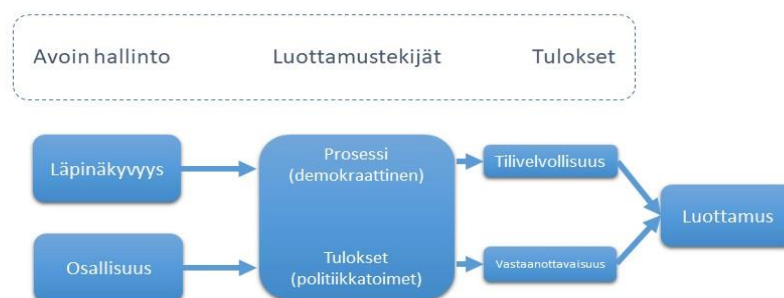 Avoin hallinto
Luottamustekijät
Tulokset
Läpinäkyvyys
Prosessi
(demokraattinen)
Tilivelvollisuus
Luottamus
Osallisuus
Tulokset
(politiikkatoimet)
Vastaanottavaisuus